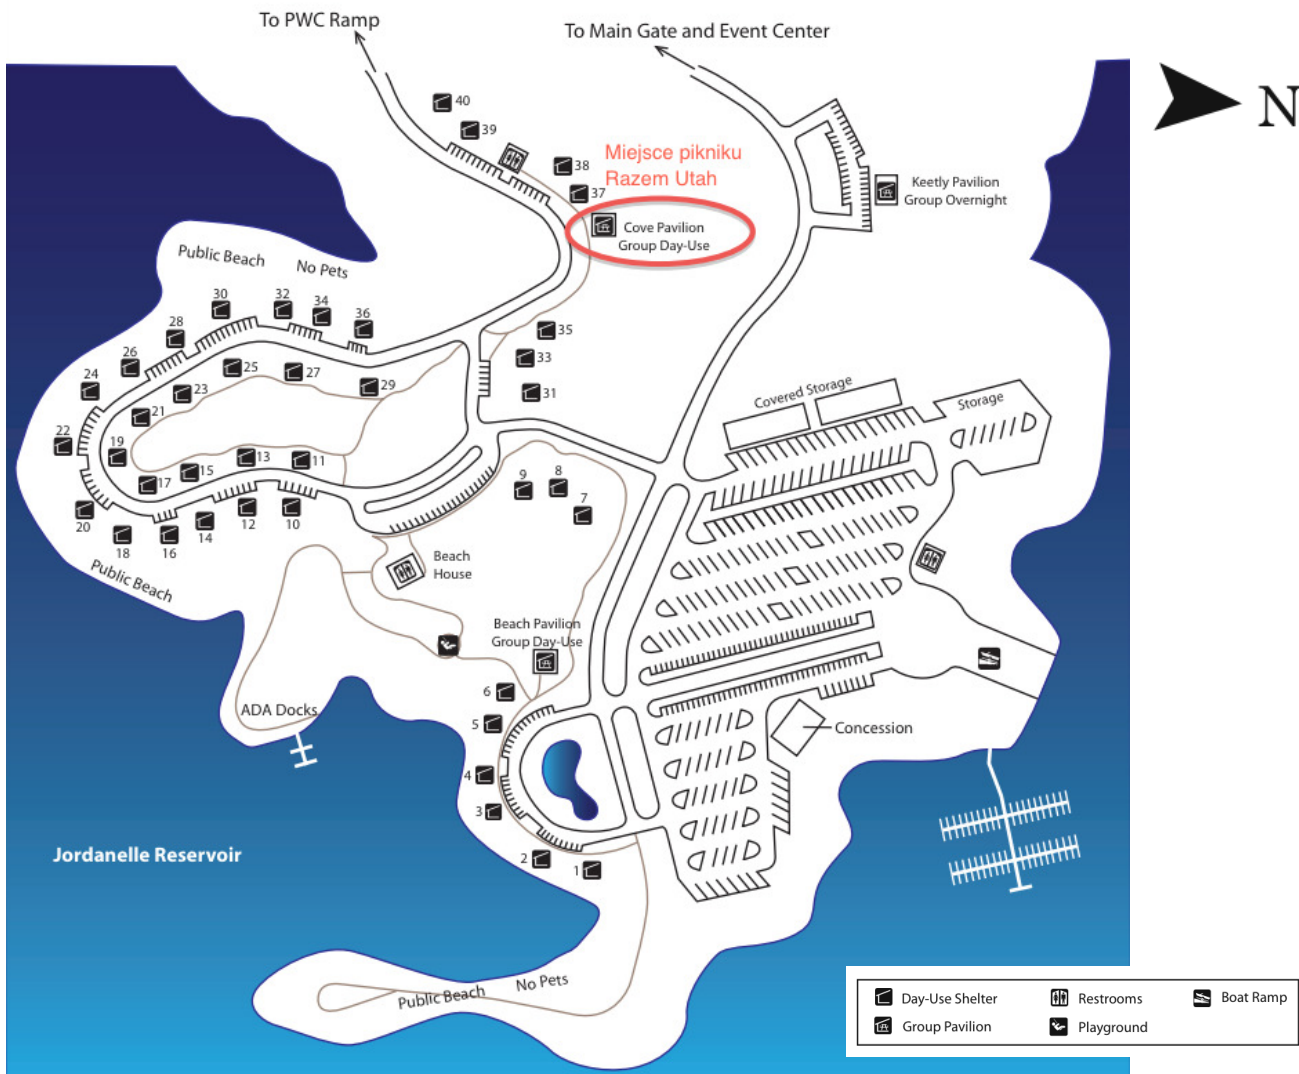 To PWC Ramp
To Main Gate and Event Center
N
40
39
38
37
Miejsce pikniku
Razem Utah
Cove Pavilion
Group Day-Use
Keetly Pavilion
Group Overnight
Public Beach
No Pets
30
32
34
36
28
26
24
22
20
18
16
14
12
10
25
27
29
23
21
19
17
15
13
11
35
33
31
9
8
7
Covered Storage
Storage
Public Beach
Beach
House
Beach Pavilion
Group Day-Use
ADA Docks
6
5
4
3
2
1
Concession
Jordanelle Reservoir
Public Beach
No Pets
Day-Use Shelter
Restrooms
Boat Ramp
Group Pavilion
Playground